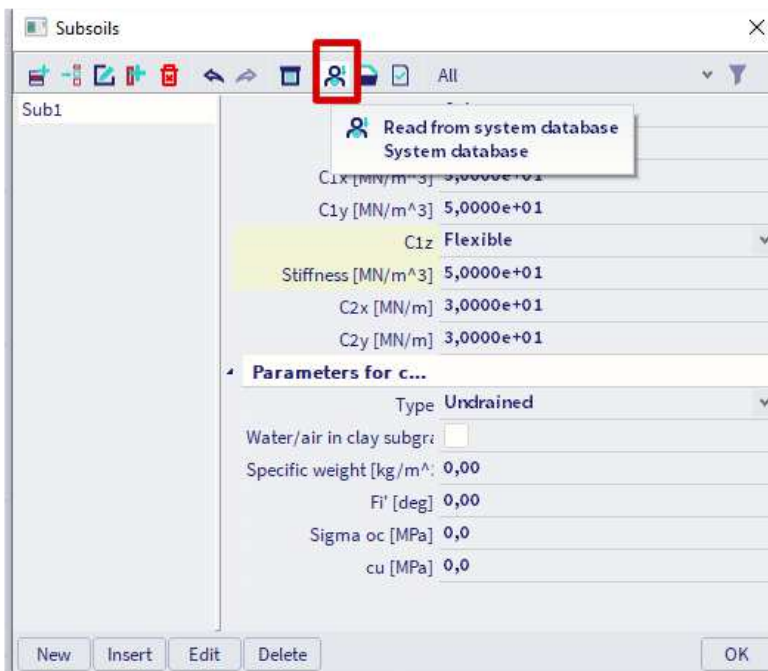 Subsoils
All
Sub1
Read from system database
System database
C1x [MN/m^3] 5,0000e+01
C1y [MN/m^3] 5,0000e+01
C1z Flexible
Stiffness [MN/m^3] 5,0000e+01
C2x [MN/m] 3,0000e+01
C2y [MN/m] 3,0000e+01
Parameters for c...
Type Undrained
Water/air in clay subgra
Specific weight [kg/m^ 0,00
Fi' [deg] 0,00
Sigma oc [MPa] 0,0
cu [MPa] 0,0
New Insert Edit Delete OK